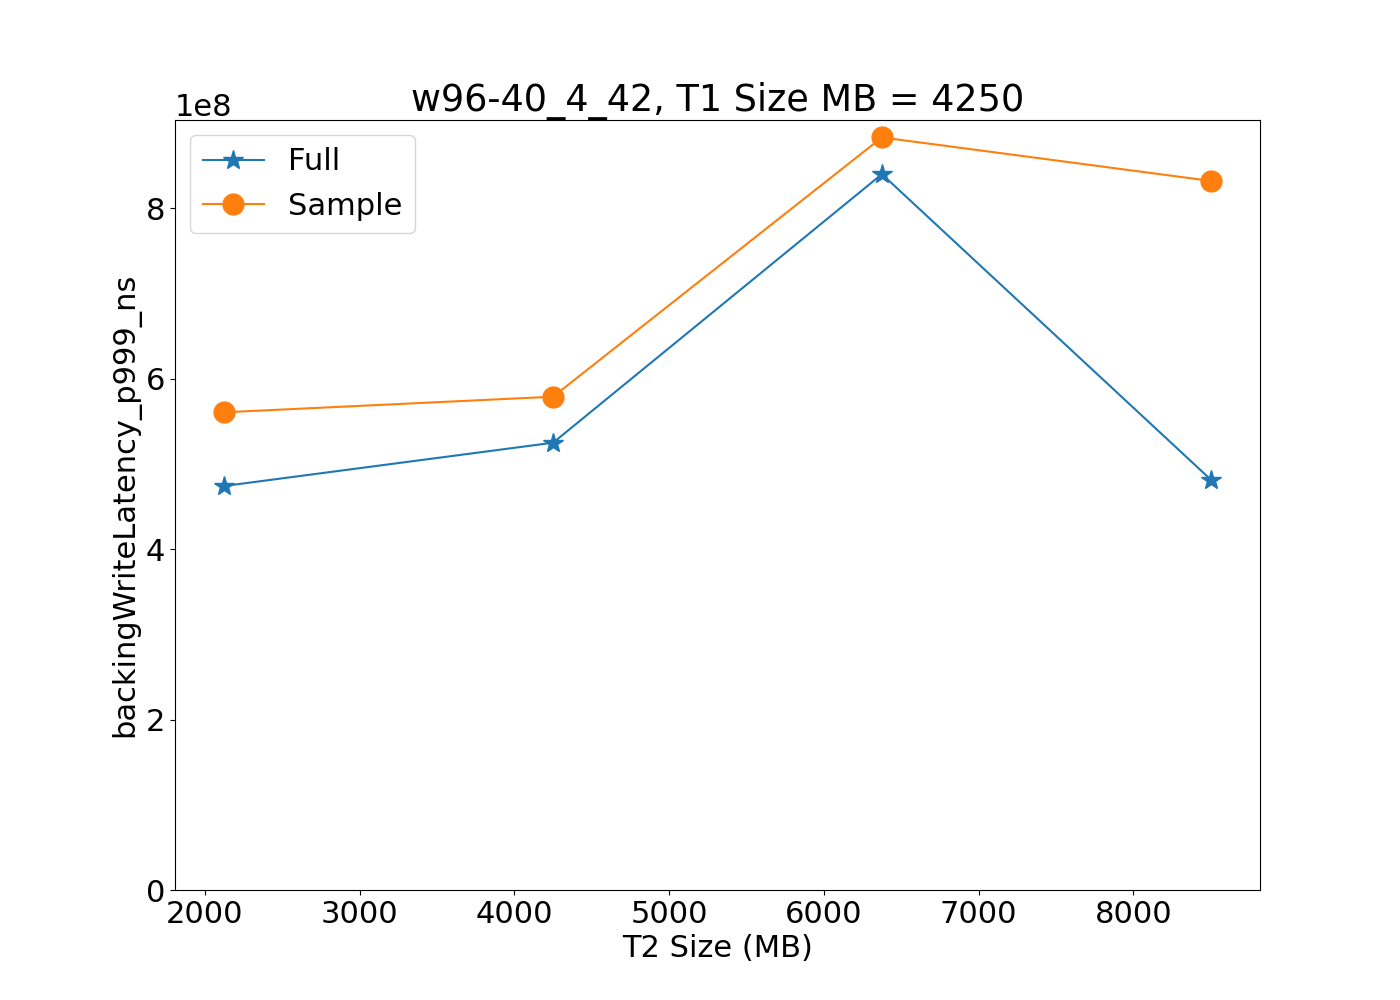 w96-40_4_42, T1 Size MB = 4250
1e8
Full
Sample
8
6
4
2
0
backingWriteLatency_p999_ns
2000 3000 4000 5000 6000 7000 8000
T2 Size (MB)